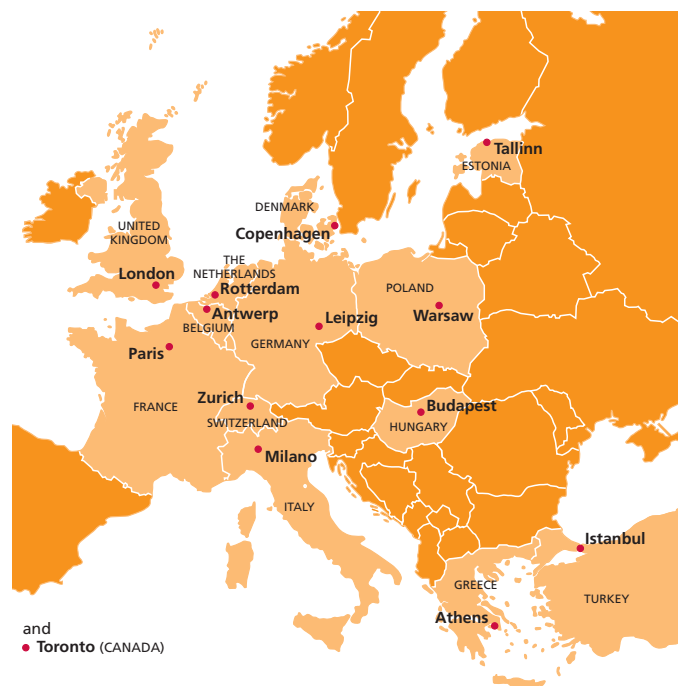 Tallinn
ESTONIA
DENMARK
Copenhagen
UNITED
KINGDOM
London
THE
NETHERLANDS
Rotterdam
Antwerp
BELGIUM
POLAND
Warsaw
Leipzig
GERMANY
Paris
FRANCE
Zurich
SWITZERLAND
Budapest
HUNGARY
Milano
ITALY
Istanbul
TURKEY
GREECE
Athens
and
Toronto (CANADA)